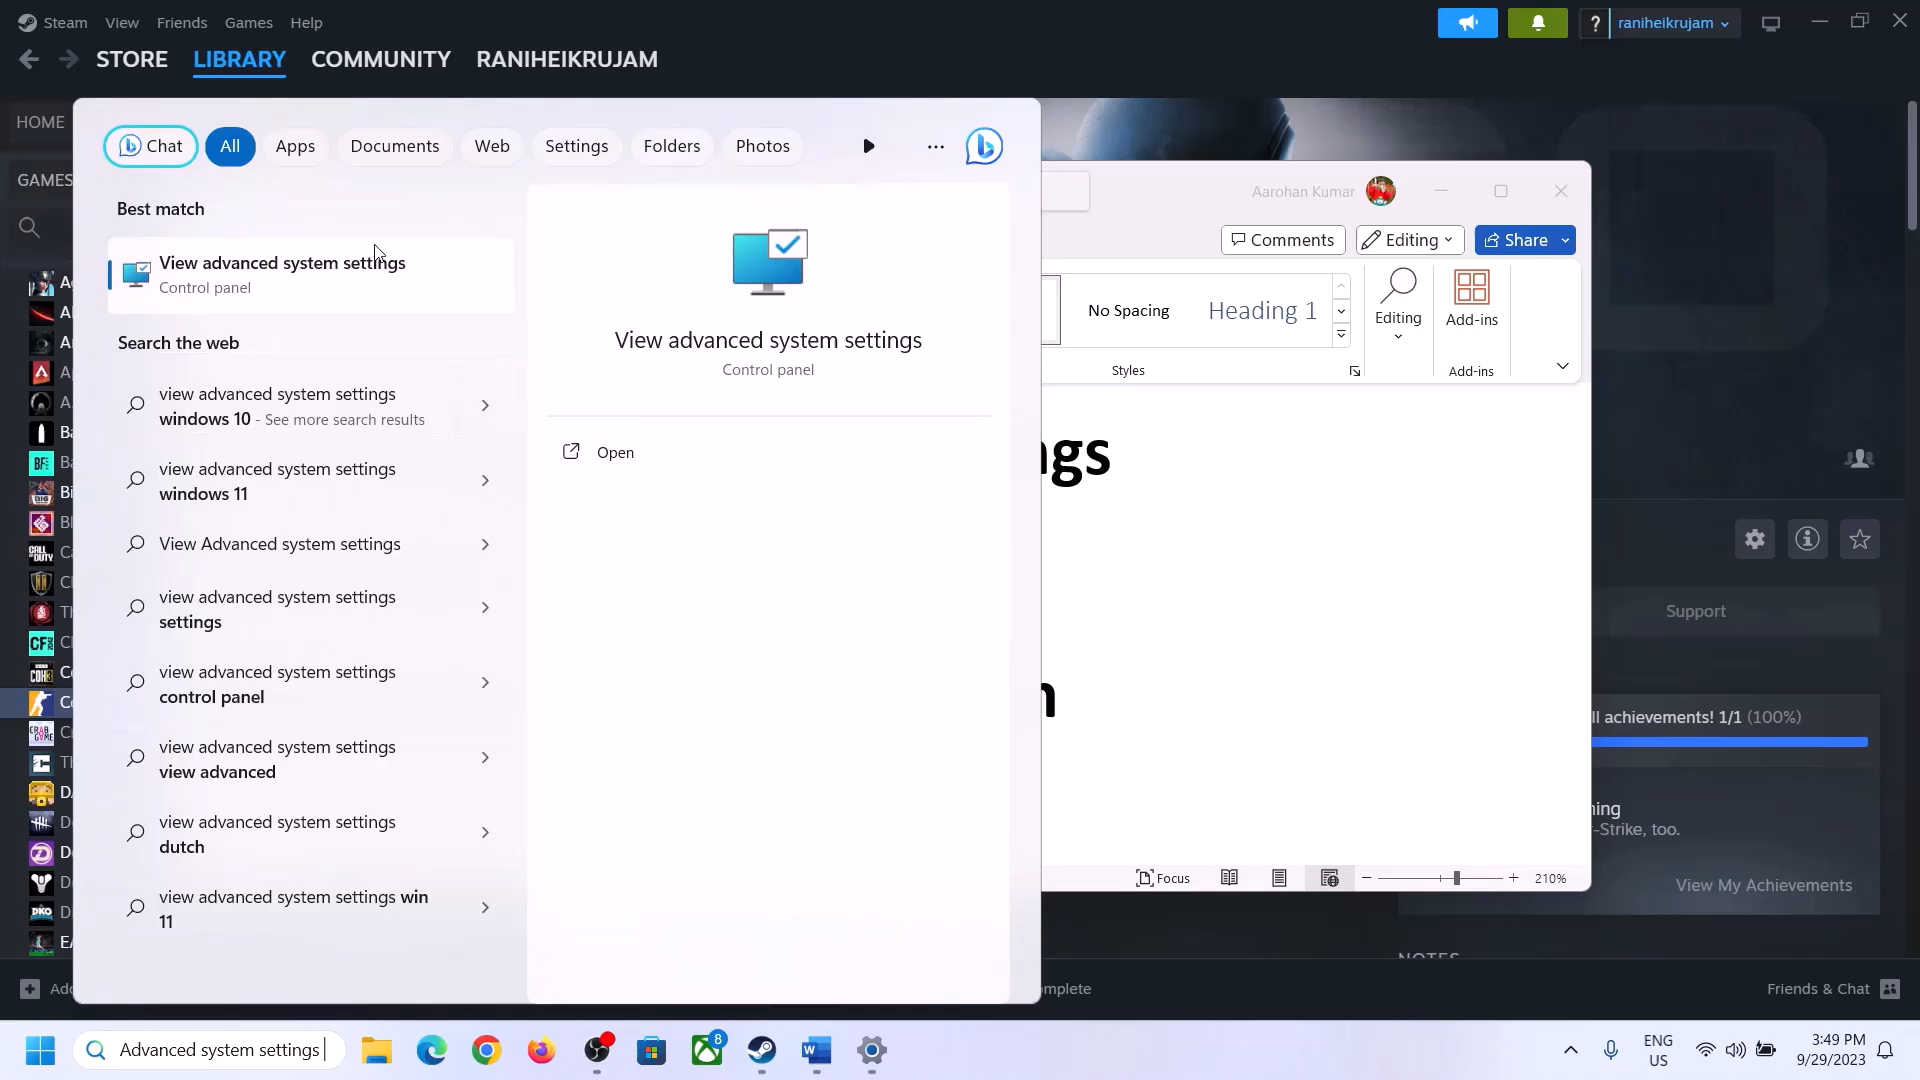 Steam View Friends Games Help
raniheikrujam
STORE LIBRARY COMMUNITY RANIHEIKRUJAM
HOME
GAMES
Chat All Apps Documents Web Settings Folders Photos
Best match
View advanced system settings
Control panel
Search the web
view advanced system settings
windows 10 - See more search results
view advanced system settings
windows 11
View Advanced system settings
view advanced system settings
settings
view advanced system settings
control panel
view advanced system settings
view advanced
view advanced system settings
dutch
view advanced system settings win
11
View advanced system settings
Control panel
Open
Aarohan Kumar
Comments Editing Share
No Spacing Heading 1
Editing
Add-ins
Styles
Add-ins
ngs
n
Focus
210%
Support
ll achievements! 1/1 (100%)
ning
-Strike, too.
View My Achievements
NOTES
Add
mplete
Friends & Chat
Advanced system settings
8
ENG
US
3:49 PM
9/29/2023